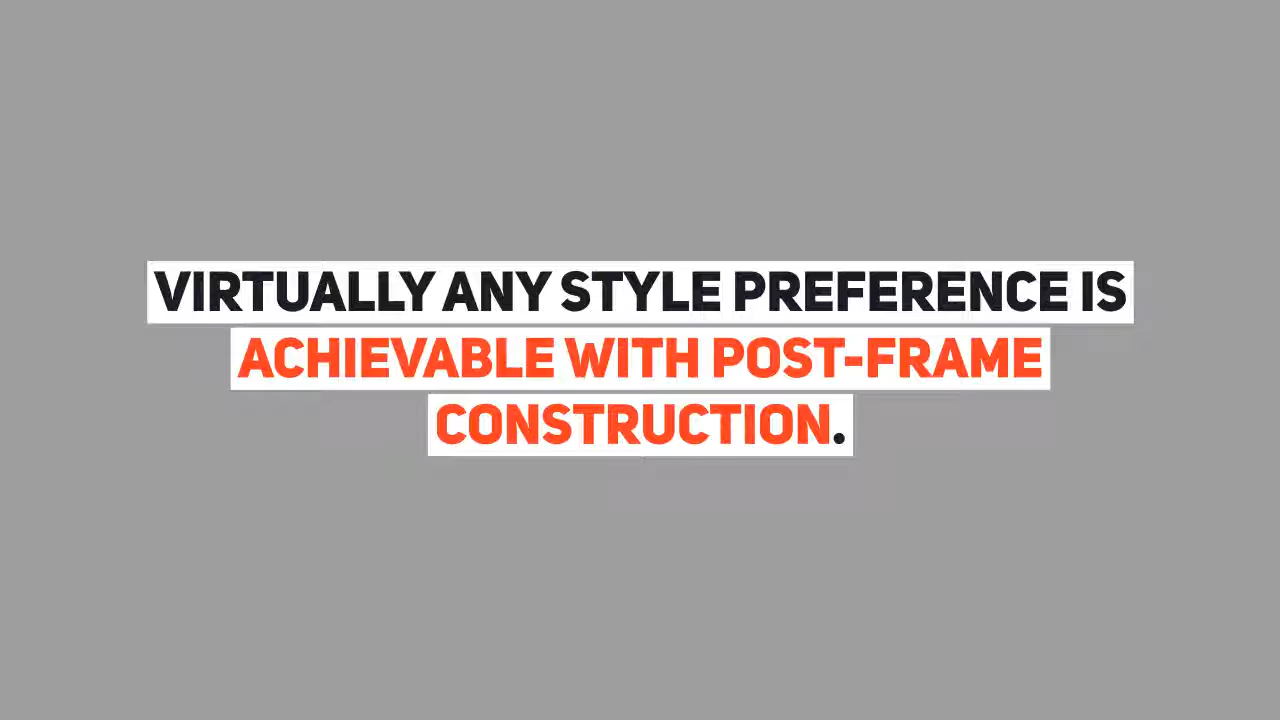 VIRTUALLY ANY STYLE PREFERENCE IS
ACHIEVABLE WITH POST-FRAME
CONSTRUCTION.